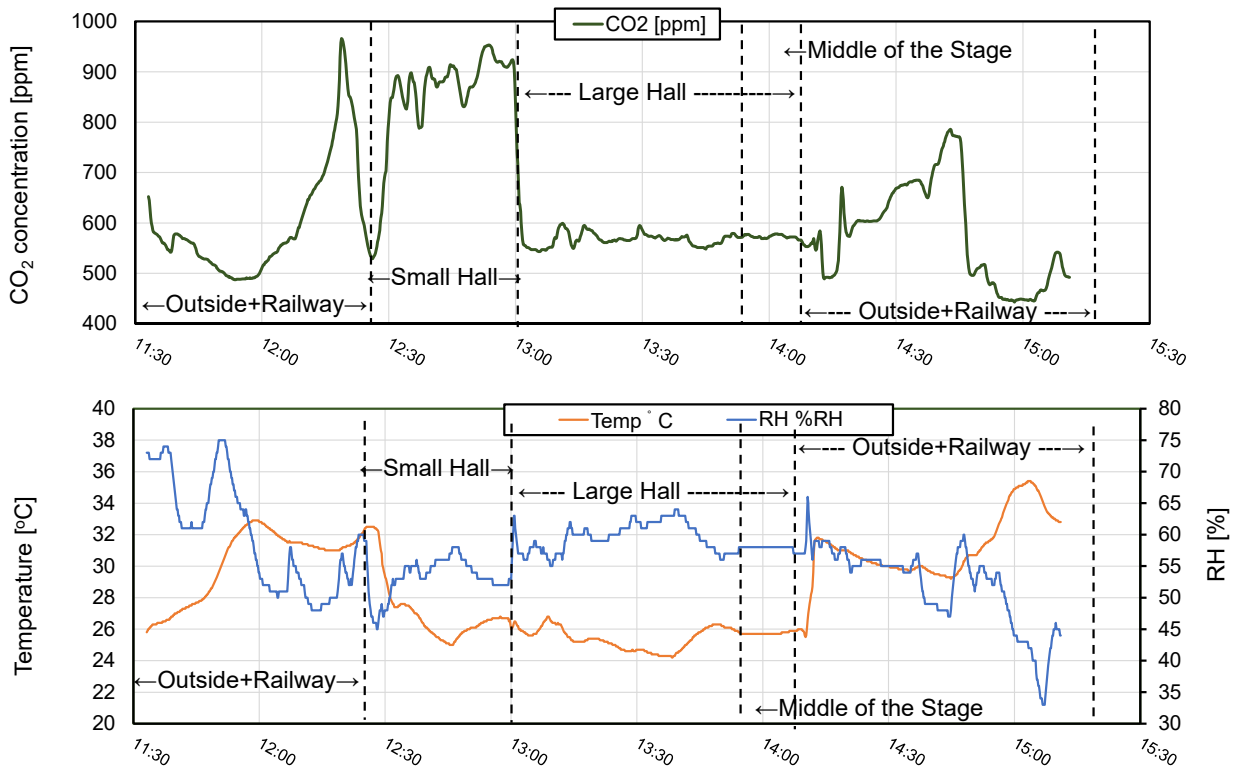 CO2 [ppm]
CO₂ concentration [ppm]
1000
900
800
700
600
500
400
←Middle of the Stage
←--- Large Hall -------→
Small Hall
←Outside+Railway→
←---Outside+Railway---→
11:30
12:00
12:30
13:00
13:30
14:00
14:30
15:00
15:30
Temp ° C
RH %RH
Temperature [°C]
40
38
36
34
32
30
28
26
24
22
20
RH [%]
80
75
70
65
60
55
50
45
40
35
30
←--- Outside+Railway ---→
←Small Hall→
←--- Large Hall -------→
←Outside+Railway→
←Middle of the Stage
11:30
12:00
12:30
13:00
13:30
14:00
14:30
15:00
15:30